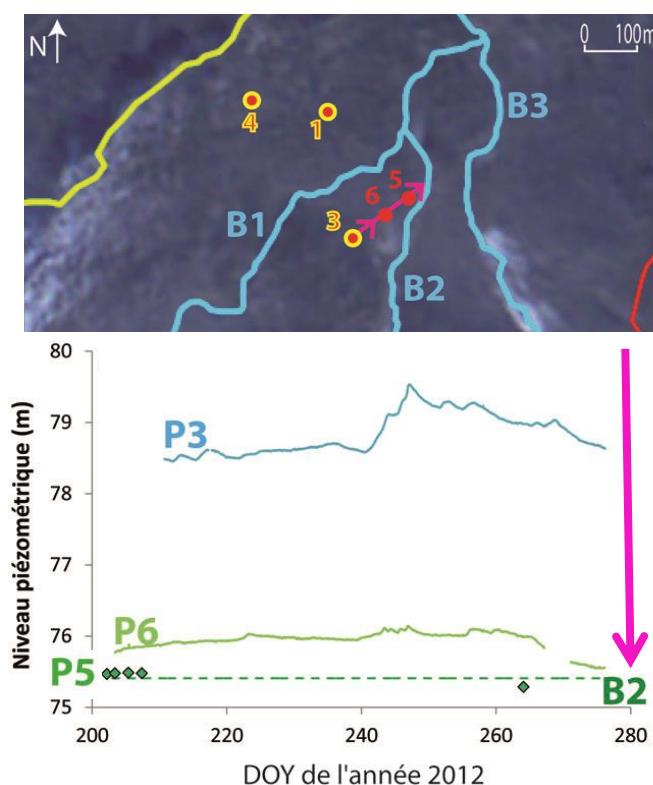 N
0 100m
4
1
B3
5
6
B1
3
B2
80
79
78
77
76
75
Niveau piézométrique (m)
P3
P6
P5
B2
200 220 240 260 280
DOY de l'année 2012